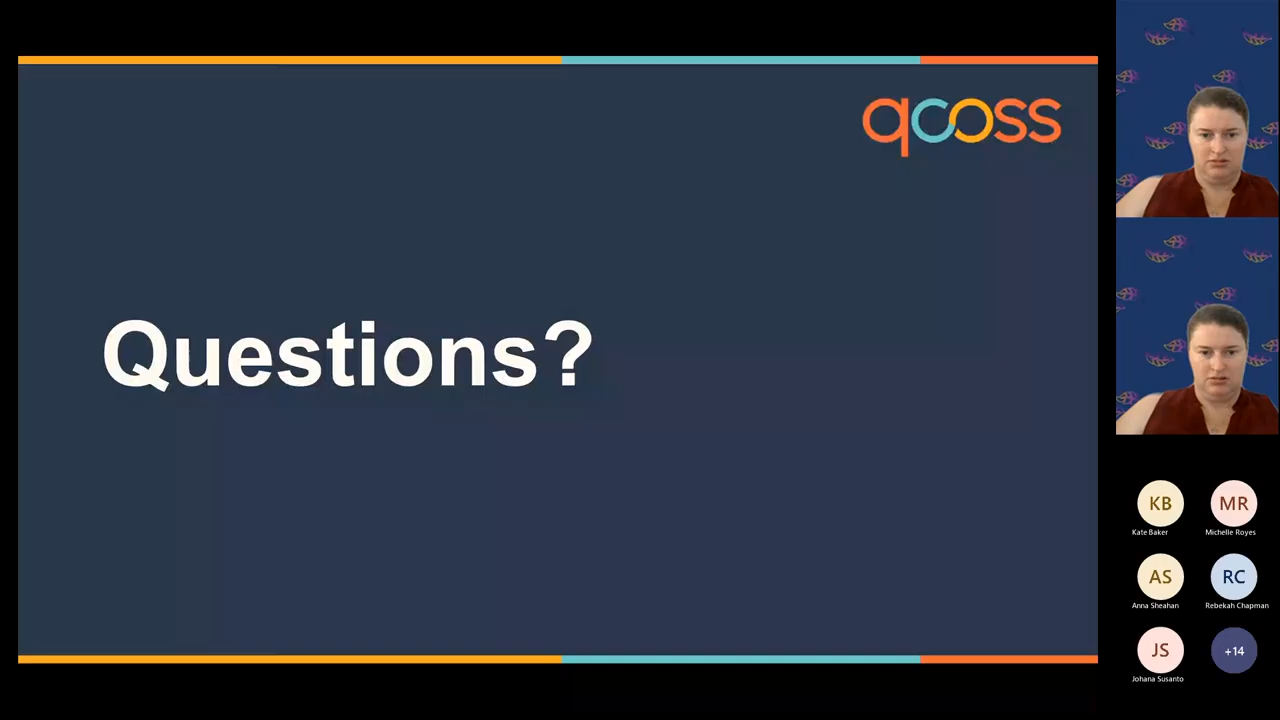 qcoss
Questions?
KB
MR
Kate Baker
Michelle Royes
AS
RC
Anna Sheahan
Rebekah Chapman
JS
+14
Johana Susanto